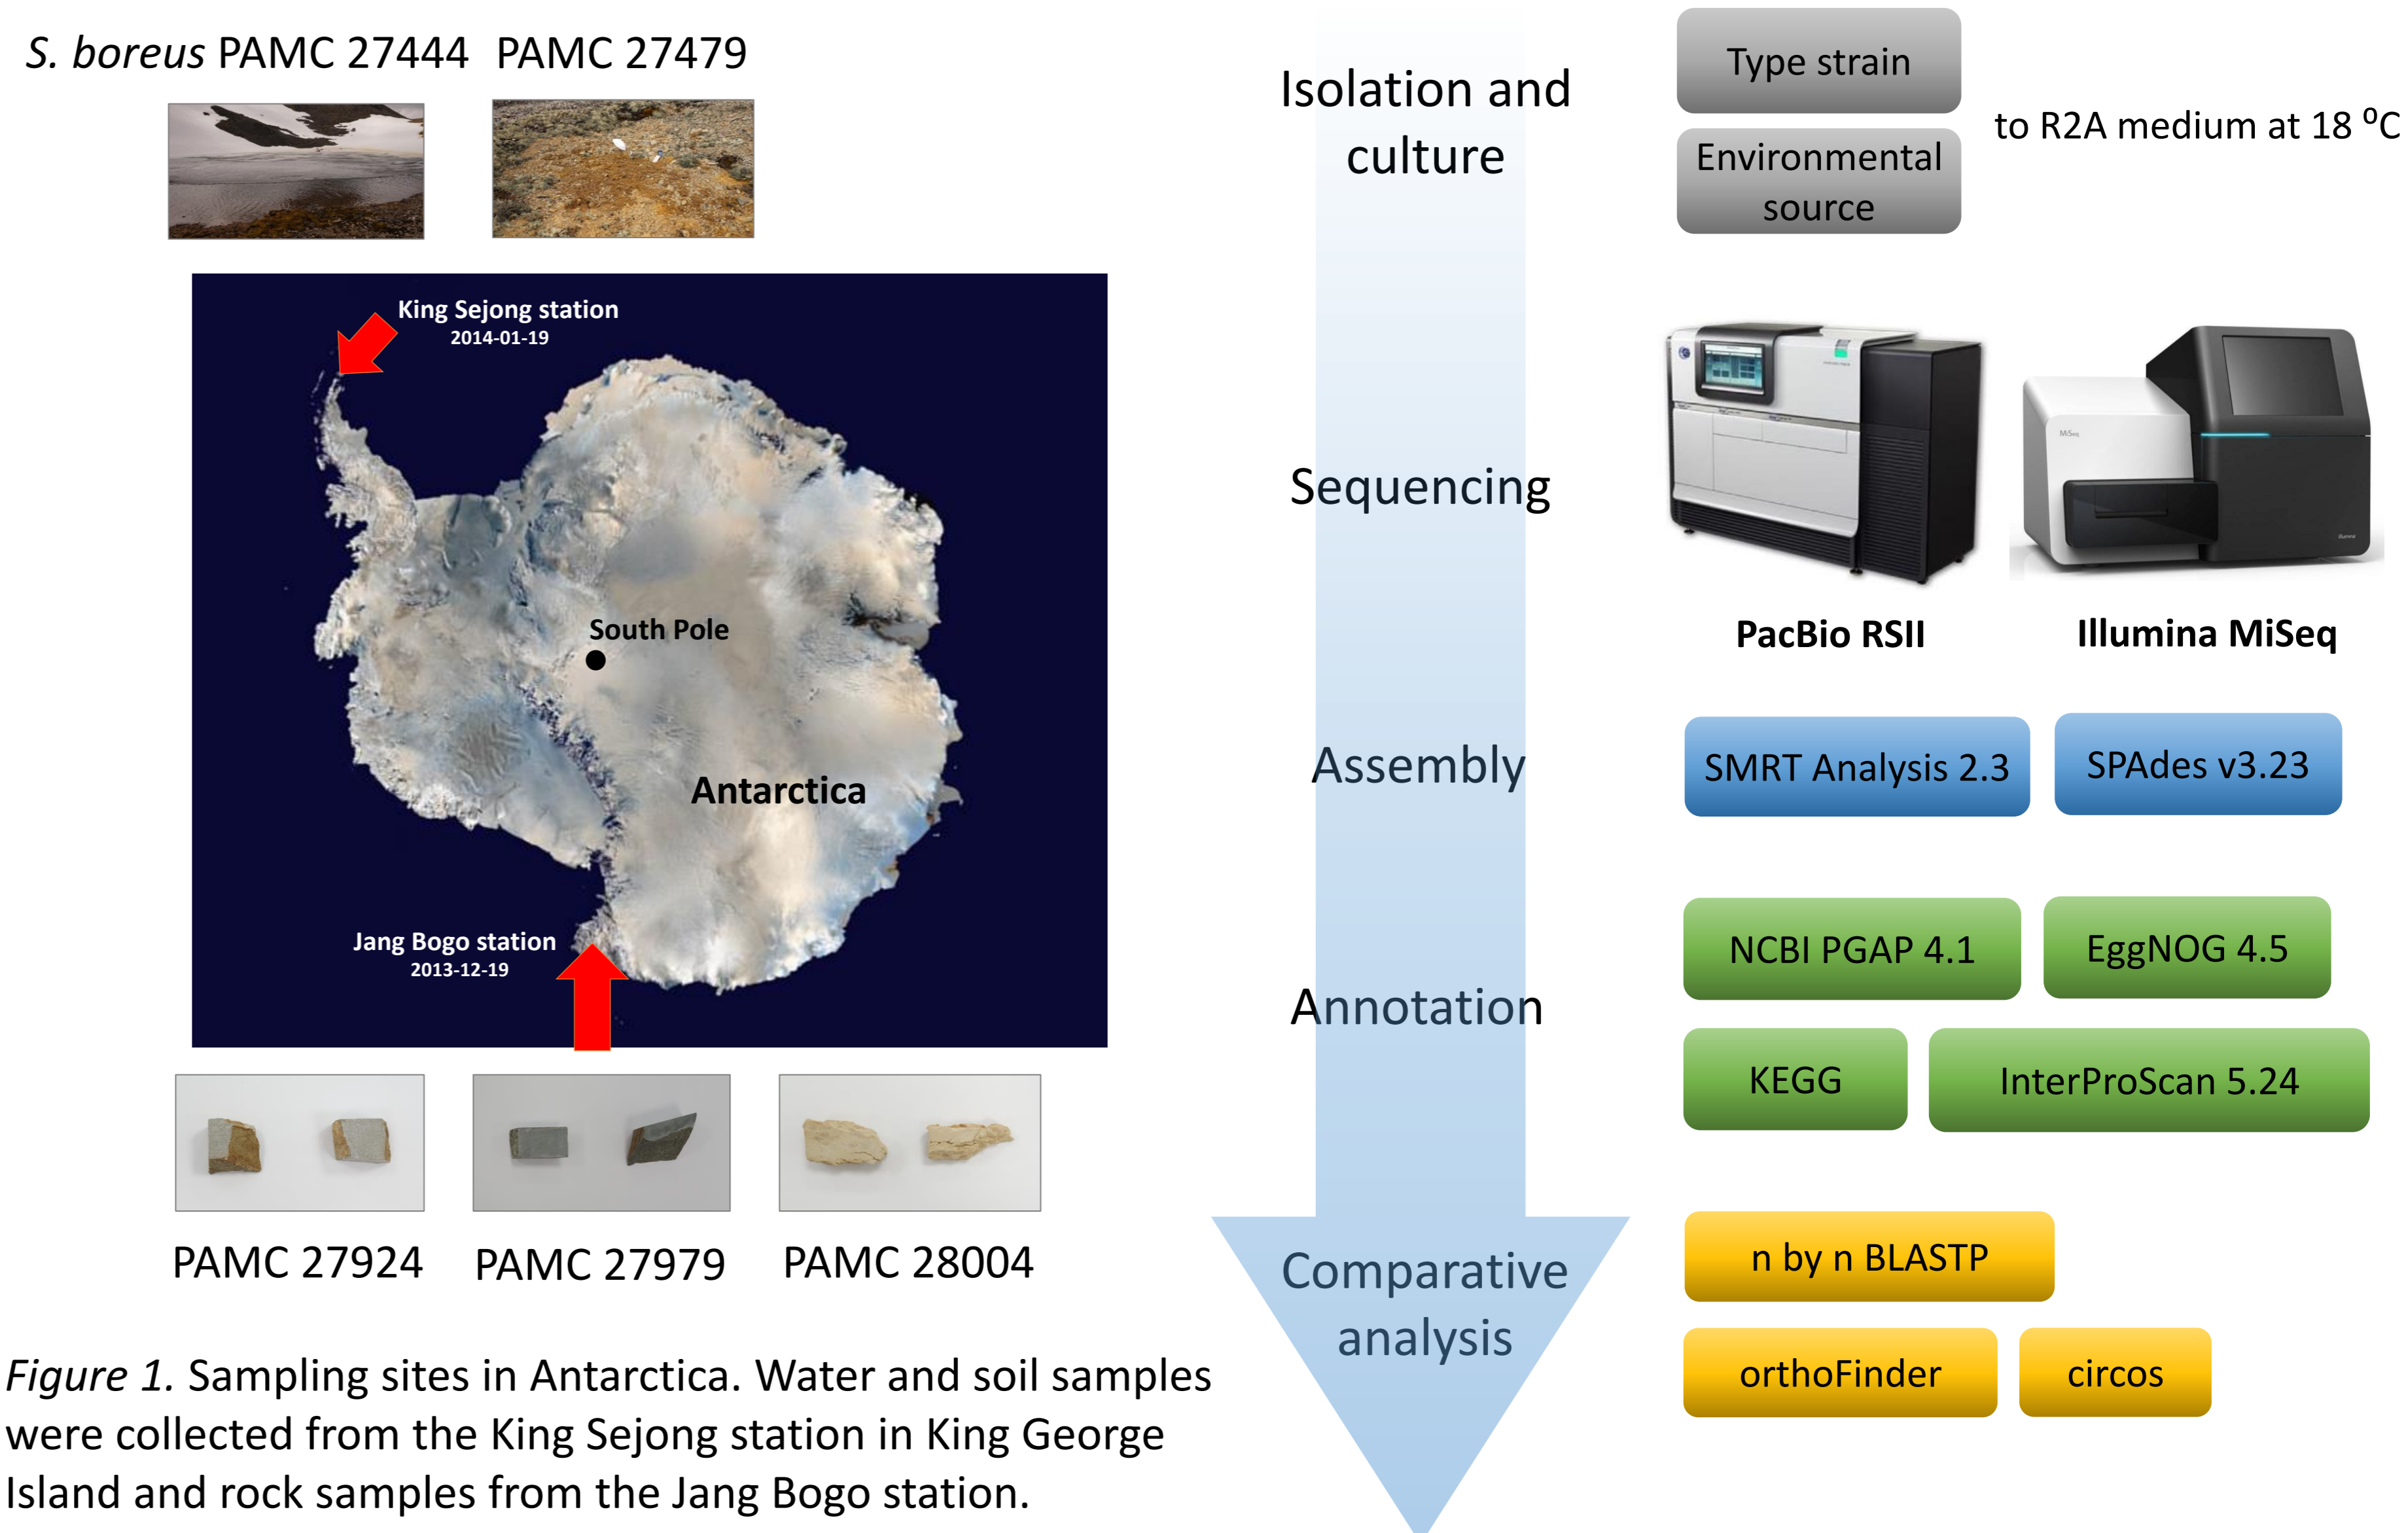 S. boreus PAMC 27444 PAMC 27479
King Sejong station
2014-01-19
South Pole
Antarctica
Jang Bogo station
2013-12-19
PAMC 27924 PAMC 27979 PAMC 28004
Figure 1. Sampling sites in Antarctica. Water and soil samples
were collected from the King Sejong station in King George
Island and rock samples from the Jang Bogo station.
Isolation and
culture
Type strain
Environmental
source
to R2A medium at 18 ⁰C
Sequencing
MiSeq
illumina
PacBio RSII
Illumina MiSeq
Assembly
SMRT Analysis 2.3
SPAdes v3.23
Annotation
NCBI PGAP 4.1
EggNOG 4.5
KEGG
InterProScan 5.24
Comparative
analysis
n by n BLASTP
orthoFinder
circos